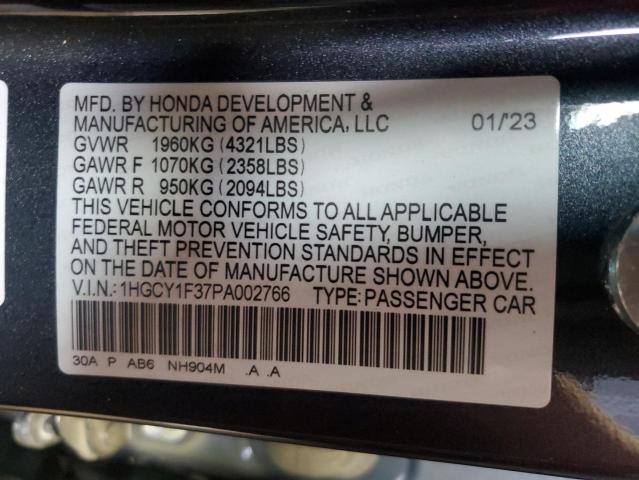 MFD. BY HONDA DEVELOPMENT &
MANUFACTURING OF AMERICA, LLC 01/'23
GVWR 1960KG (4321LBS)
GAWR F 1070KG (2358LBS)
GAWR R 950KG (2094LBS)
THIS VEHICLE CONFORMS TO ALL APPLICABLE
FEDERAL MOTOR VEHICLE SAFETY, BUMPER,
AND THEFT PREVENTION STANDARDS IN EFFECT
ON THE DATE OF MANUFACTURE SHOWN ABOVE.
V.I.N.:1HGCY1F37PA002766 TYPE:PASSENGER CAR
30A P AB6 NH904M .A .A